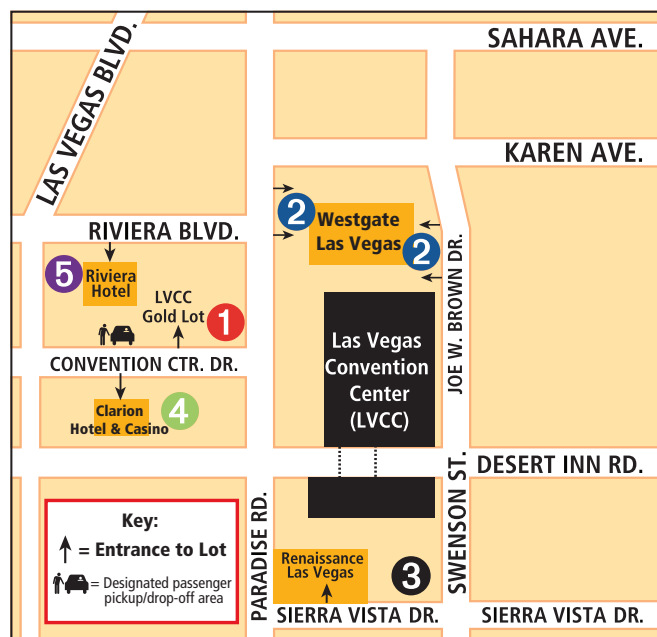 SAHARA AVE.
LAS VEGAS BLVD.
KAREN AVE.
RIVIERA BLVD.
2
Westgate
Las Vegas
2
5
Riviera
Hotel
LVCC
Gold Lot
1
JOE W. BROWN DR.
Las Vegas
Convention
Center
(LVCC)
CONVENTION CTR. DR.
Clarion
Hotel & Casino
4
DESERT INN RD.
SWENSON ST.
PARADISE RD.
Key:
= Entrance to Lot
= Designated passenger
pickup/drop-off area
Renaissance
Las Vegas
3
SIERRA VISTA DR.
SIERRA VISTA DR.